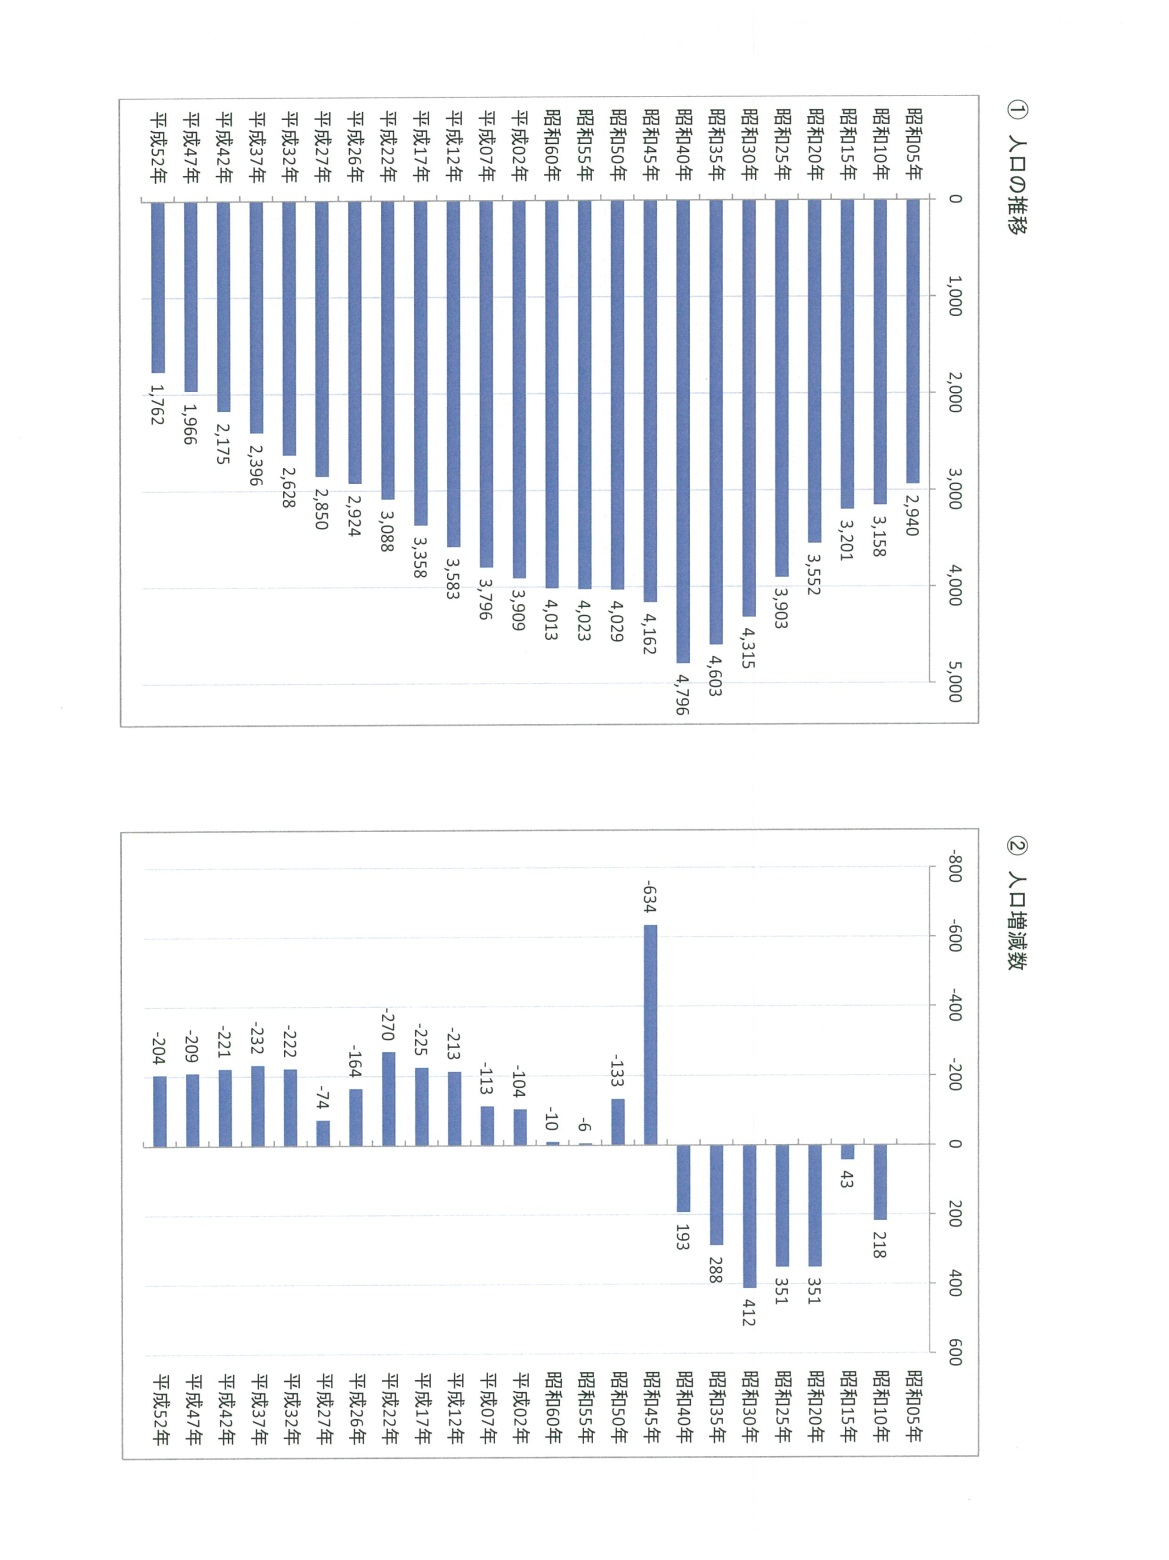 ① 人口の推移
0 1,000 2,000 3,000 4,000 5,000
昭和05年 2,940
昭和10年 3,158
昭和15年 3,201
昭和20年 3,552
昭和25年 3,903
昭和30年 4,315
昭和35年 4,603
昭和40年 4,796
昭和45年 4,162
昭和50年 4,029
昭和55年 4,023
昭和60年 4,013
平成02年 3,909
平成07年 3,796
平成12年 3,583
平成17年 3,358
平成22年 3,088
平成26年 2,924
平成27年 2,850
平成32年 2,628
平成37年 2,396
平成42年 2,175
平成47年 1,966
平成52年 1,762
② 人口増減数
-800 -600 -400 -200 0 200 400 600
昭和05年
218 昭和10年
43 昭和15年
351 昭和20年
351 昭和25年
412 昭和30年
288 昭和35年
193 昭和40年
-634 昭和45年
-133 昭和50年
-6 昭和55年
-10 昭和60年
-104 平成02年
-113 平成07年
-213 平成12年
-225 平成17年
-270 平成22年
-164 平成26年
-74 平成27年
-222 平成32年
-232 平成37年
-221 平成42年
-209 平成47年
-204 平成52年